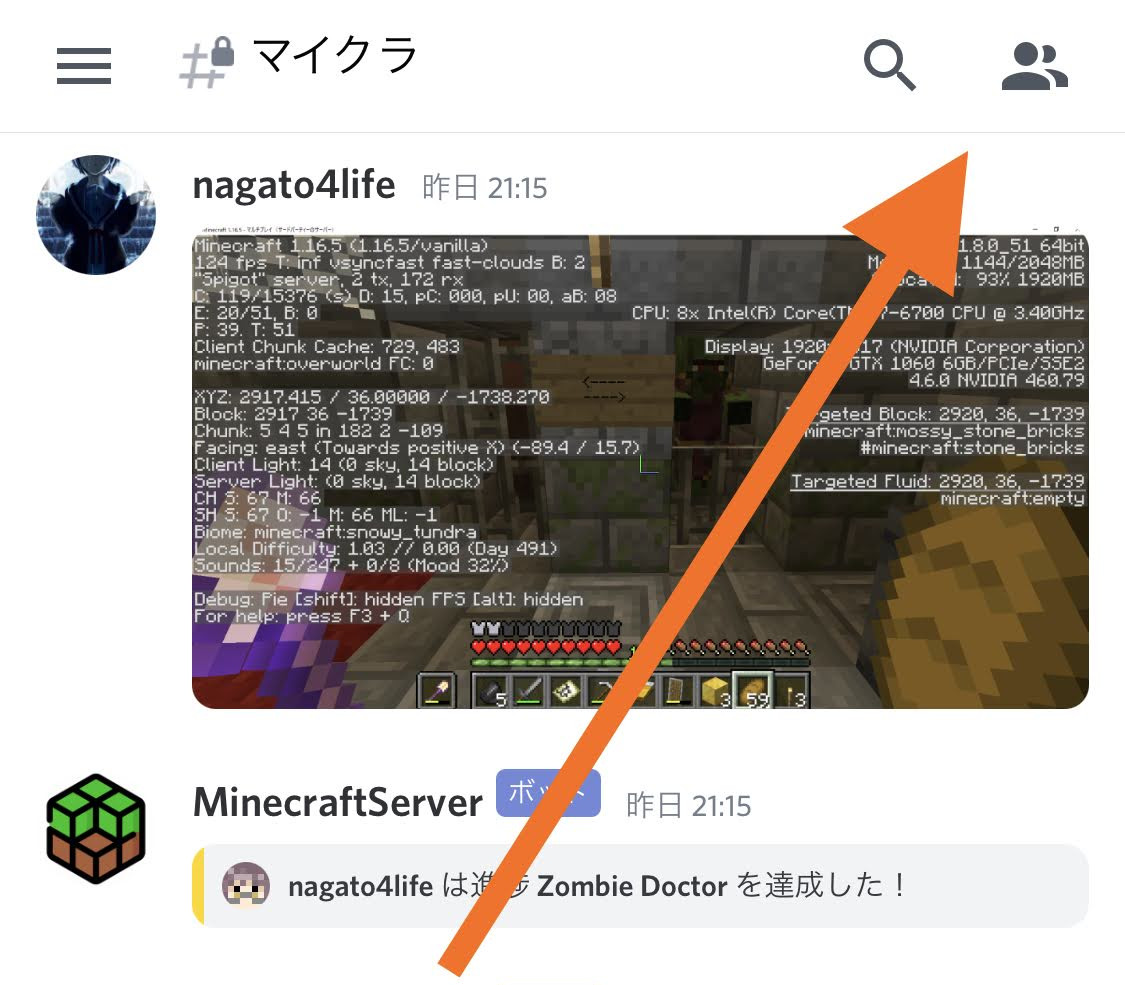 マイクラ
nagato4life 昨日 21:15
Minecraft 1.16.5 - マルチプレイ (サードパーティーのサーバー)
Minecraft 1.16.5 (1.16.5/vanilla)
124 fps T: inf vsyncfast fast-clouds B: 2
"Spigot" server, 2 tx, 172 rx
C: 119/15376 (s) D: 15, pC: 000, pU: 00, aB: 08
E: 20/51, B: 0
P: 39. T: 51
Client Chunk Cache: 729, 483
minecraft:overworld FC: 0
XYZ: 2917.415 / 36.00000 / -1738.270
Block: 2917 36 -1739
Chunk: 5 4 5 in 182 2 -109
Facing: east (Towards positive X) (-89.4 / 15.7)
Client Light: 14 (0 sky, 14 block)
Server Light: (0 sky, 14 block)
CH S: 67 M: 66
SH S: 67 O: -1 M: 66 ML: -1
Biome: minecraft:snowy_tundra
Local Difficulty: 1.03 // 0.00 (Day 491)
Sounds: 15/247 + 0/8 (Mood 32%)
Debug: Pie [shift]: hidden FPS [alt]: hidden
For help: press F3 + Q
1.8.0_51 64bit
1144/2048MB
93% 1920MB
CPU: 8x Intel(R) -6700 CPU @ 3.40GHz
Display: (NVIDIA Corporation)
GTX 1060 6GB/PCIe/SSE2
4.6.0 NVIDIA 460.79
Targeted Block: 2920, 36, -1739
minecraft:mossy_stone_bricks
#minecraft:stone_bricks
Targeted Fluid: 2920, 36, -1739
minecraft:empty
<----
---->
5 3 59 3
MinecraftServer ボット 昨日 21:15
nagato4life は進捗 Zombie Doctor を達成した！